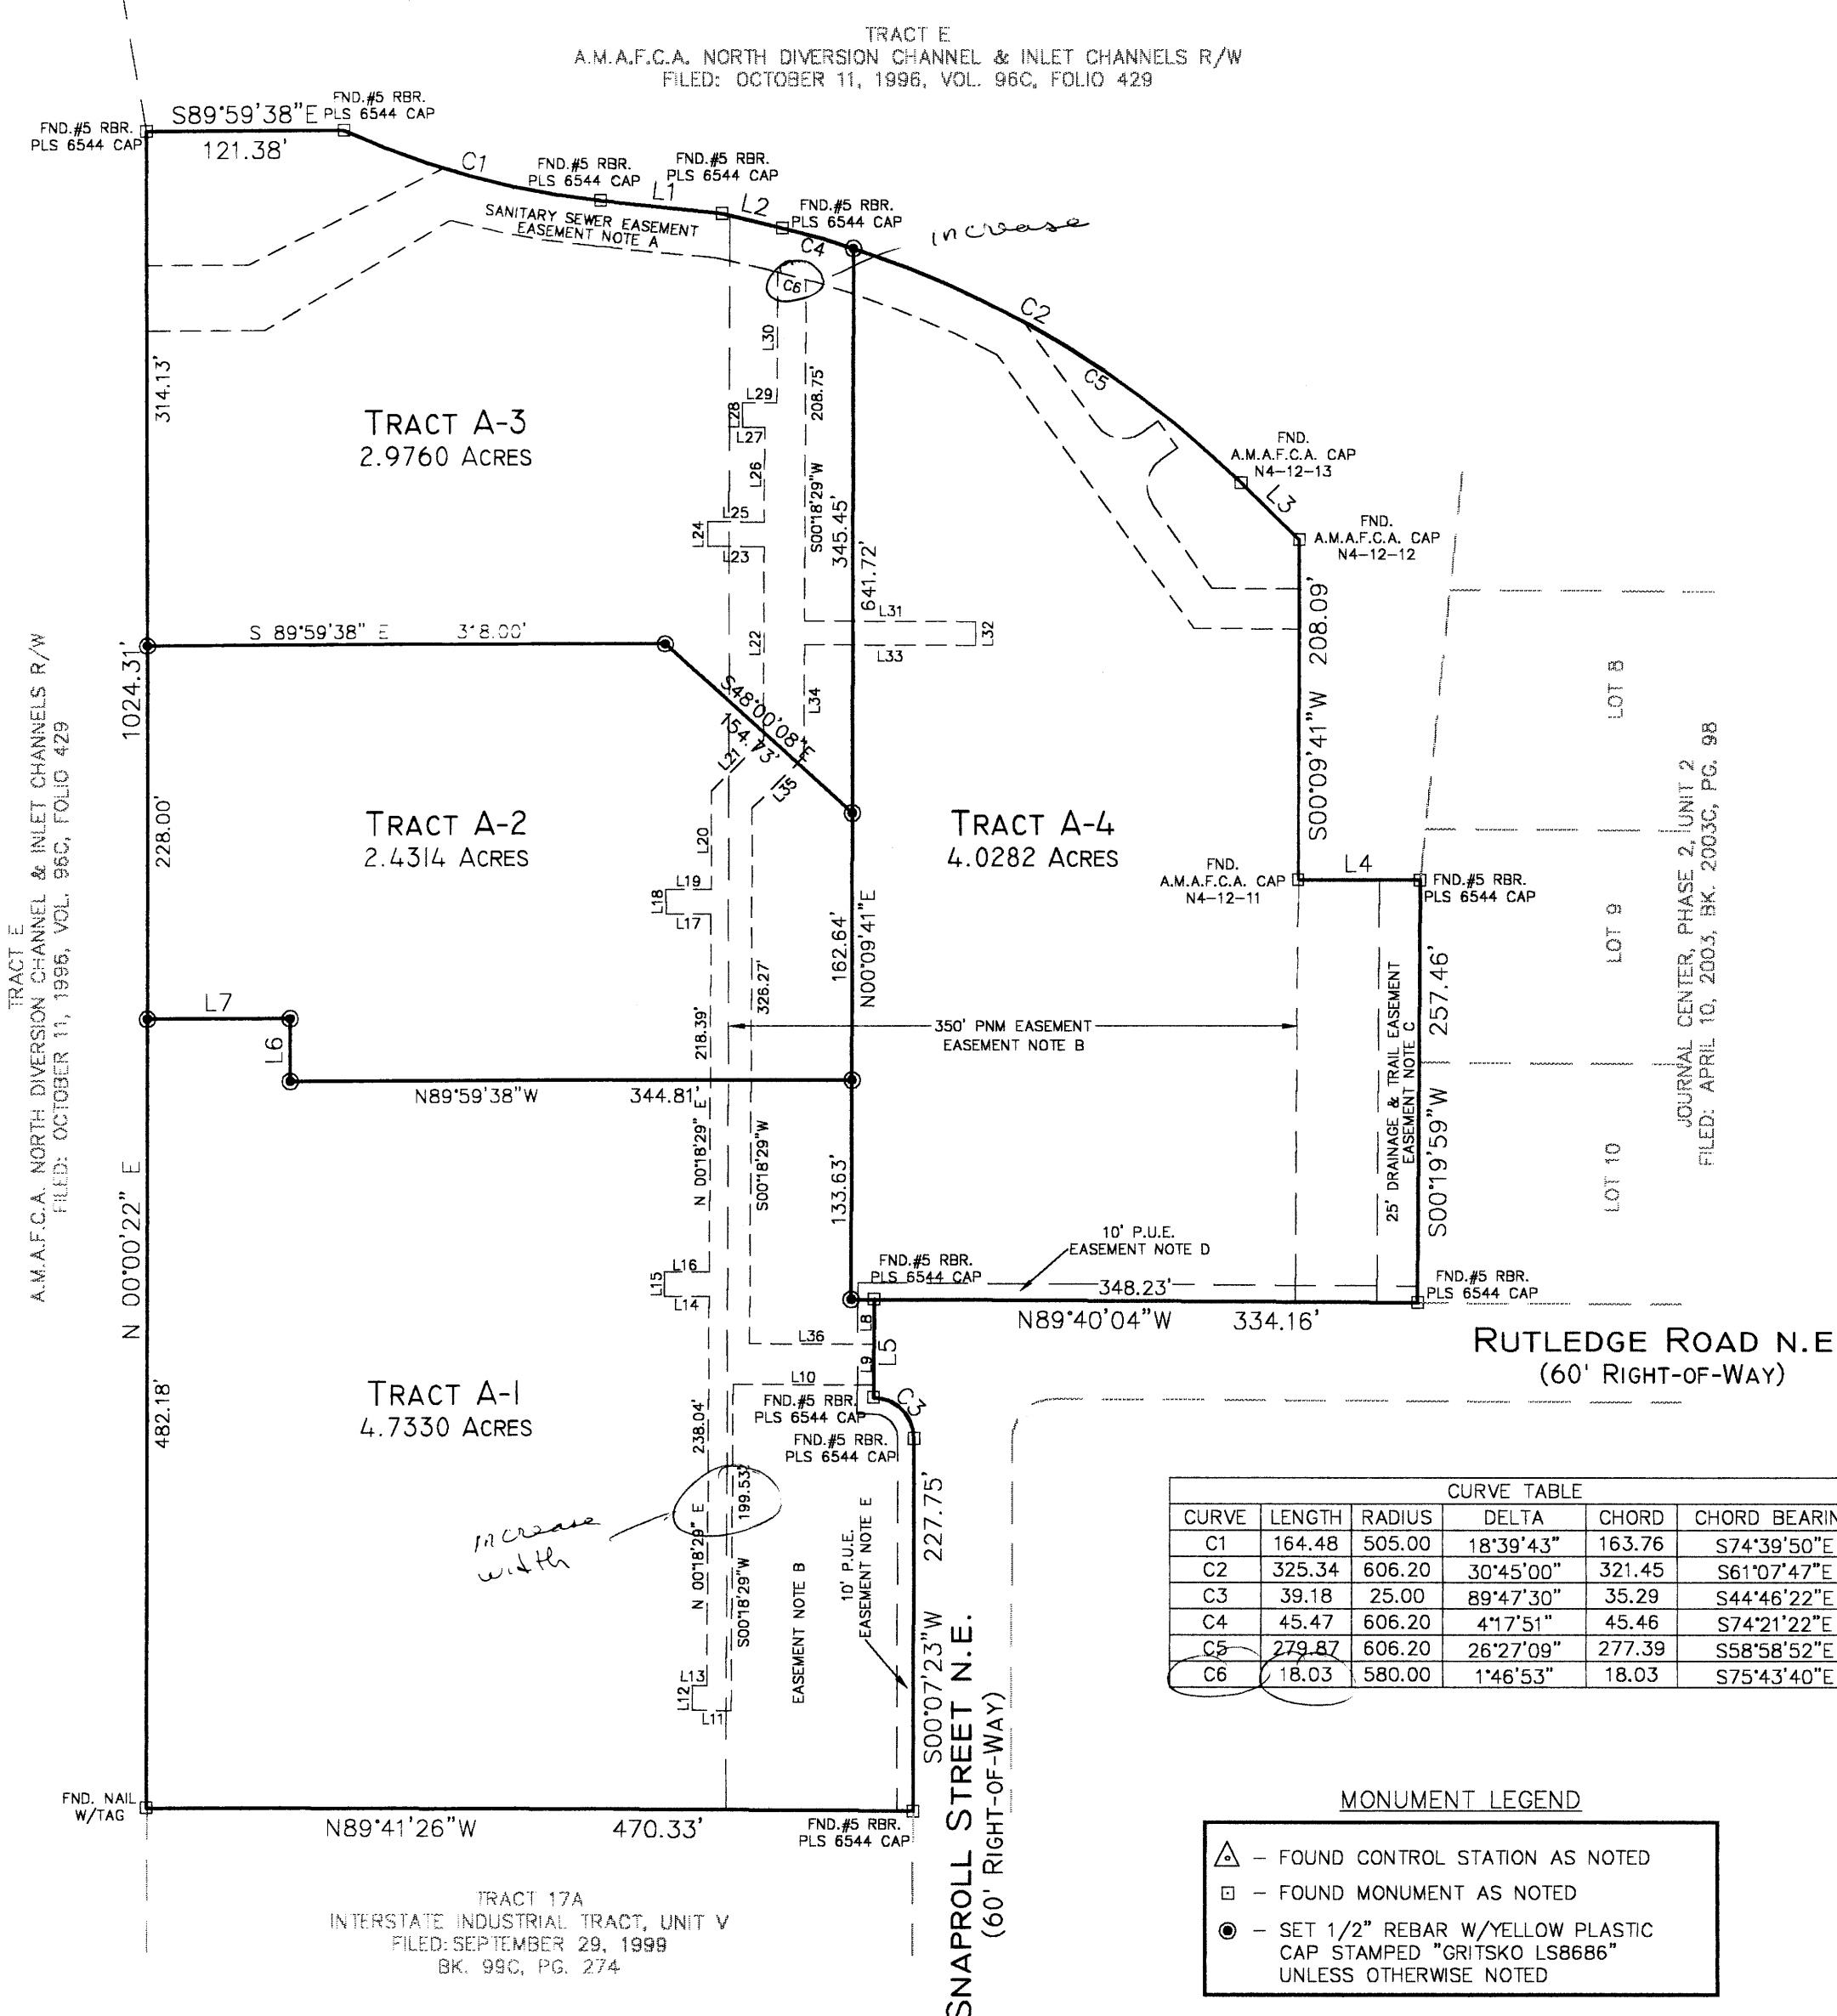 TRACT E
A.M.A.F.C.A. NORTH DIVERSION CHANNEL & INLET CHANNELS R/W
FILED: OCTOBER 11, 1996, VOL. 96C, FOLIO 429
FND.#5 RBR.
PLS 6544 CAP
S89°59'38"E
121.38'
FND.#5 RBR.
PLS 6544 CAP
C1
FND.#5 RBR.
PLS 6544 CAP
L1
FND.#5 RBR.
PLS 6544 CAP
L2
FND.#5 RBR.
PLS 6544 CAP
C4
increase
SANITARY SEWER EASEMENT
EASEMENT NOTE A
C6
C2
C5
314.13'
TRACT A-3
2.9760 ACRES
L30
L29
L28
L27
L26
L25
L24
L23
L22
208.75'
S00°18'29"W
345.45'
641.72'
L31
L32
L33
L34
FND.
A.M.A.F.C.A. CAP
N4-12-13
L3
FND.
A.M.A.F.C.A. CAP
N4-12-12
S00°09'41"W 208.09'
S 89°59'38" E 318.00'
S48°00'08"E
154.73'
L21
L35
1024.31'
N 00°00'22" E
TRACT E
A.M.A.F.C.A. NORTH DIVERSION CHANNEL & INLET CHANNELS R/W
FILED: OCTOBER 11, 1996, VOL. 96C, FOLIO 429
228.00'
TRACT A-2
2.4314 ACRES
L20
L19
L18
L17
TRACT A-4
4.0282 ACRES
FND.
A.M.A.F.C.A. CAP
N4-12-11
L4
FND.#5 RBR.
PLS 6544 CAP
LOT 8
LOT 9
LOT 10
JOURNAL CENTER, PHASE 2, UNIT 2
FILED: APRIL 10, 2003, BK. 2003C, PG. 98
162.64'
N00°09'41"E
326.27'
218.39'
350' PNM EASEMENT
EASEMENT NOTE B
25' DRAINAGE & TRAIL EASEMENT
EASEMENT NOTE C
S00°19'59"W 257.46'
L7
L6
N89°59'38"W 344.81'
N 00°18'29" E
S00°18'29"W
133.63'
L16
L15
L14
10' P.U.E.
EASEMENT NOTE D
FND.#5 RBR.
PLS 6544 CAP
348.23'
N89°40'04"W 334.16'
FND.#5 RBR.
PLS 6544 CAP
L8
L5
L9
L36
L10
FND.#5 RBR.
PLS 6544 CAP
C3
FND.#5 RBR.
PLS 6544 CAP
RUTLEDGE ROAD N.E
(60' RIGHT-OF-WAY)
482.18'
TRACT A-1
4.7330 ACRES
238.04'
N 00°18'29" E
199.53'
S00°18'29"W
increase
width
EASEMENT NOTE B
10' P.U.E.
EASEMENT NOTE E
S00°07'23"W 227.75'
SNAPROLL STREET N.E.
(60' RIGHT-OF-WAY)
L13
L12
L11
FND. NAIL
W/TAG
N89°41'26"W 470.33'
FND.#5 RBR.
PLS 6544 CAP
TRACT 17A
INTERSTATE INDUSTRIAL TRACT, UNIT V
FILED: SEPTEMBER 29, 1999
BK. 99C, PG. 274
CURVE TABLE
CURVE LENGTH RADIUS DELTA CHORD CHORD BEARIN
C1 164.48 505.00 18°39'43" 163.76 S74°39'50"E
C2 325.34 606.20 30°45'00" 321.45 S61°07'47"E
C3 39.18 25.00 89°47'30" 35.29 S44°46'22"E
C4 45.47 606.20 4°17'51" 45.46 S74°21'22"E
C5 279.87 606.20 26°27'09" 277.39 S58°58'52"E
C6 18.03 580.00 1°46'53" 18.03 S75°43'40"E
MONUMENT LEGEND
– FOUND CONTROL STATION AS NOTED
– FOUND MONUMENT AS NOTED
– SET 1/2" REBAR W/YELLOW PLASTIC
CAP STAMPED "GRITSKO LS8686"
UNLESS OTHERWISE NOTED